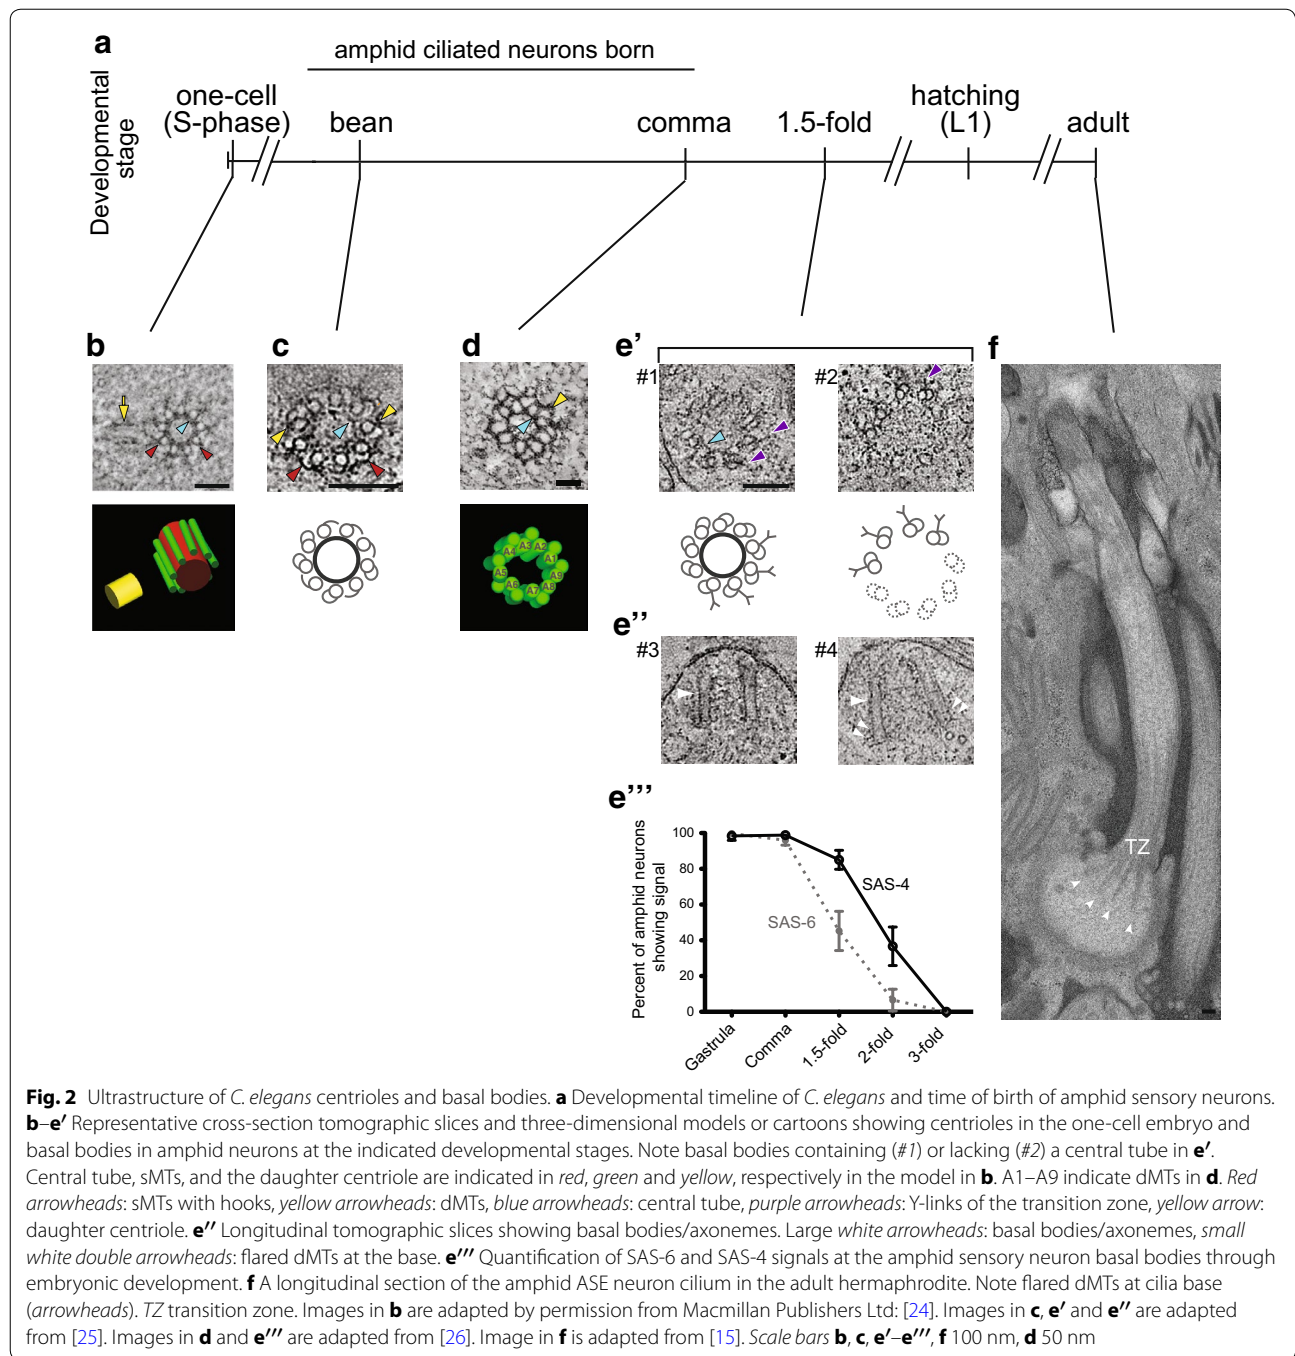 a
amphid ciliated neurons born
Developmental
stage
one-cell
(S-phase)
bean
comma
1.5-fold
hatching
(L1)
adult
b
c
d
e’
#1
#2
f
A1
A2
A3
A4
A5
A6
A7
A8
A9
e’’
#3
#4
e’’’
Percent of amphid neurons
showing signal
100
80
60
40
20
0
SAS-4
SAS-6
Gastrula
Comma
1.5-fold
2-fold
3-fold
TZ
Fig. 2 Ultrastructure of C. elegans centrioles and basal bodies. a Developmental timeline of C. elegans and time of birth of amphid sensory neurons.
b–e′ Representative cross-section tomographic slices and three-dimensional models or cartoons showing centrioles in the one-cell embryo and
basal bodies in amphid neurons at the indicated developmental stages. Note basal bodies containing (#1) or lacking (#2) a central tube in e′.
Central tube, sMTs, and the daughter centriole are indicated in red, green and yellow, respectively in the model in b. A1–A9 indicate dMTs in d. Red
arrowheads: sMTs with hooks, yellow arrowheads: dMTs, blue arrowheads: central tube, purple arrowheads: Y-links of the transition zone, yellow arrow:
daughter centriole. e′′ Longitudinal tomographic slices showing basal bodies/axonemes. Large white arrowheads: basal bodies/axonemes, small
white double arrowheads: flared dMTs at the base. e′′′ Quantification of SAS-6 and SAS-4 signals at the amphid sensory neuron basal bodies through
embryonic development. f A longitudinal section of the amphid ASE neuron cilium in the adult hermaphrodite. Note flared dMTs at cilia base
(arrowheads). TZ transition zone. Images in b are adapted by permission from Macmillan Publishers Ltd: [24]. Images in c, e′ and e′′ are adapted
from [25]. Images in d and e′′′ are adapted from [26]. Image in f is adapted from [15]. Scale bars b, c, e′–e′′′, f 100 nm, d 50 nm